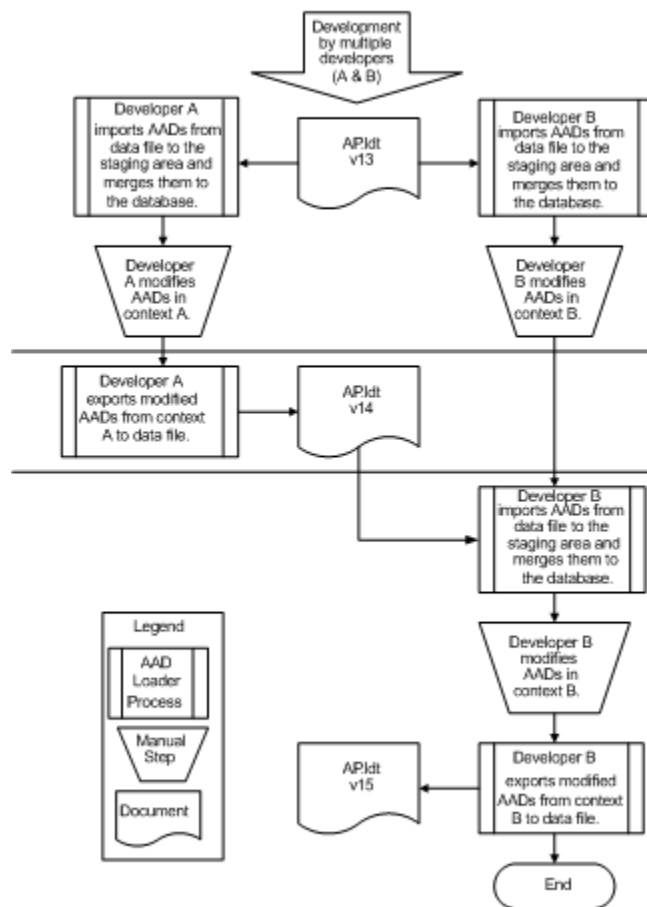 Development
by multiple
developers
(A & B)
Developer A
imports AADs from
data file to the
staging area and
merges them to
the database.
AP.ldt
v13
Developer B
imports AADs from
data file to the
staging area and
merges them to
the database.
Developer
A modifies
AADs in
context A.
Developer
B modifies
AADs in
context B.
Developer A
exports modified
AADs from context
A to data file.
AP.ldt
v14
Developer B
imports AADs from
data file to the
staging area and
merges them to
the database.
Legend
AAD
Loader
Process
Manual
Step
Document
Developer B
modifies
AADs in
context B.
AP.ldt
v15
Developer B
exports modified
AADs from context
B to data file.
End